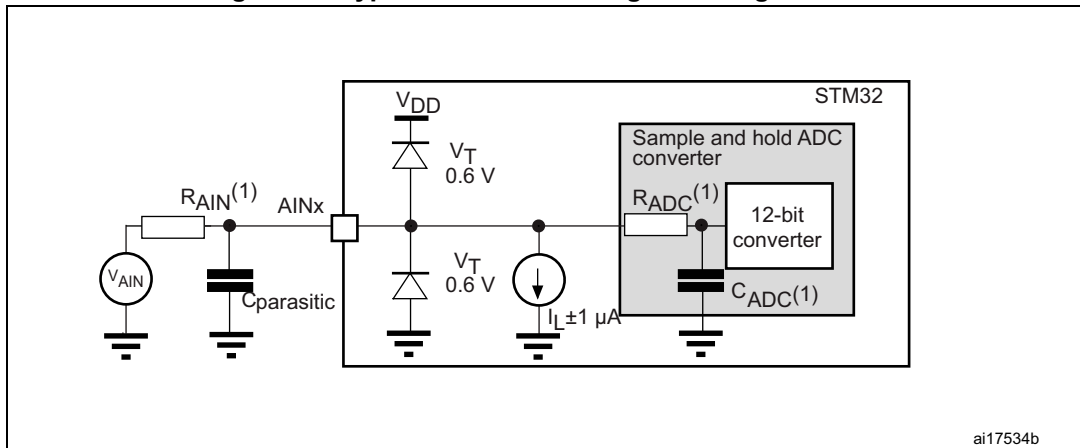 STM32
VDD
Sample and hold ADC
converter
VT
0.6 V
RAIN(1)
AINx
RADC(1)
12-bit
converter
VT
0.6 V
VAIN
Cparasitic
IL±1 µA
CADC(1)
ai17534b